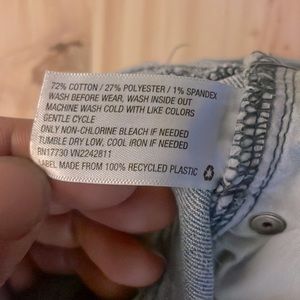 72% COTTON / 27% POLYESTER / 1% SPANDEX
WASH BEFORE WEAR, WASH INSIDE OUT
MACHINE WASH COLD WITH LIKE COLORS
GENTLE CYCLE
ONLY NON-CHLORINE BLEACH IF NEEDED
TUMBLE DRY LOW, COOL IRON IF NEEDED
RN17730 VN2242811
LABEL MADE FROM 100% RECYCLED PLASTIC